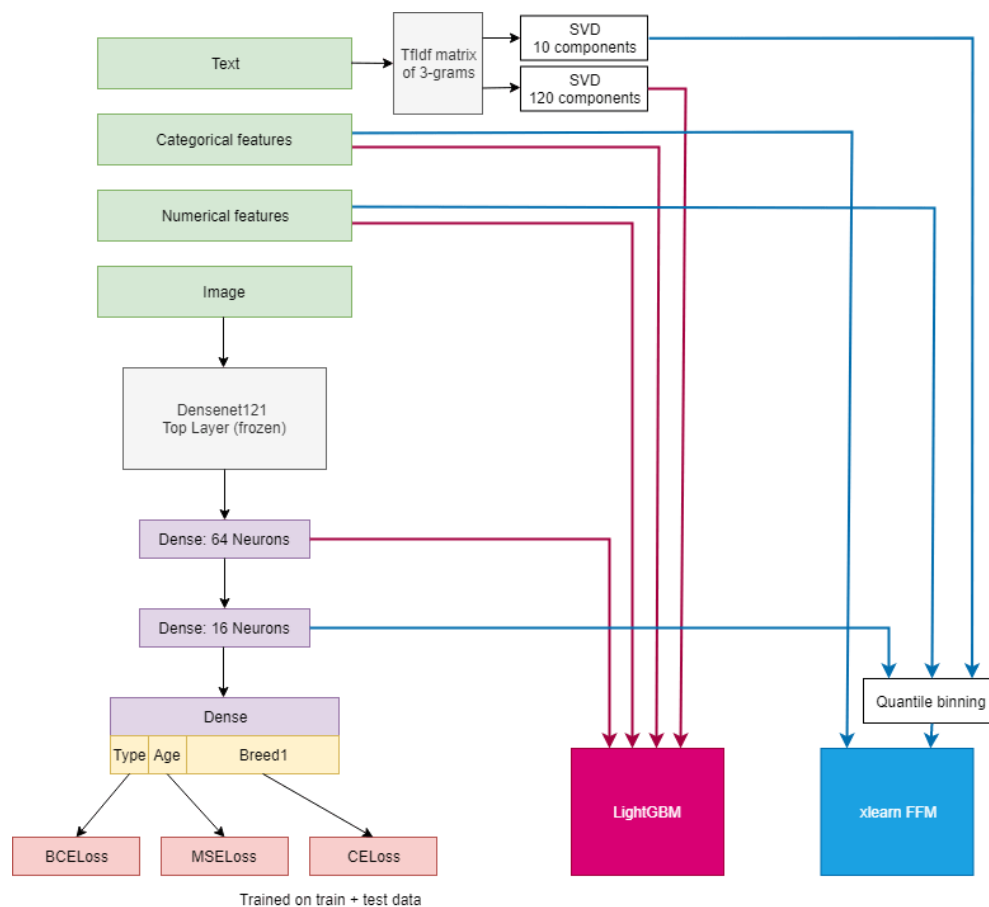 Text
TfIdf matrix
of 3-grams
SVD
10 components
SVD
120 components
Categorical features
Numerical features
Image
Densenet121
Top Layer (frozen)
Dense: 64 Neurons
Dense: 16 Neurons
Dense
Type
Age
Breed1
Quantile binning
LightGBM
xlearn FFM
BCELoss
MSELoss
CELoss
Trained on train + test data